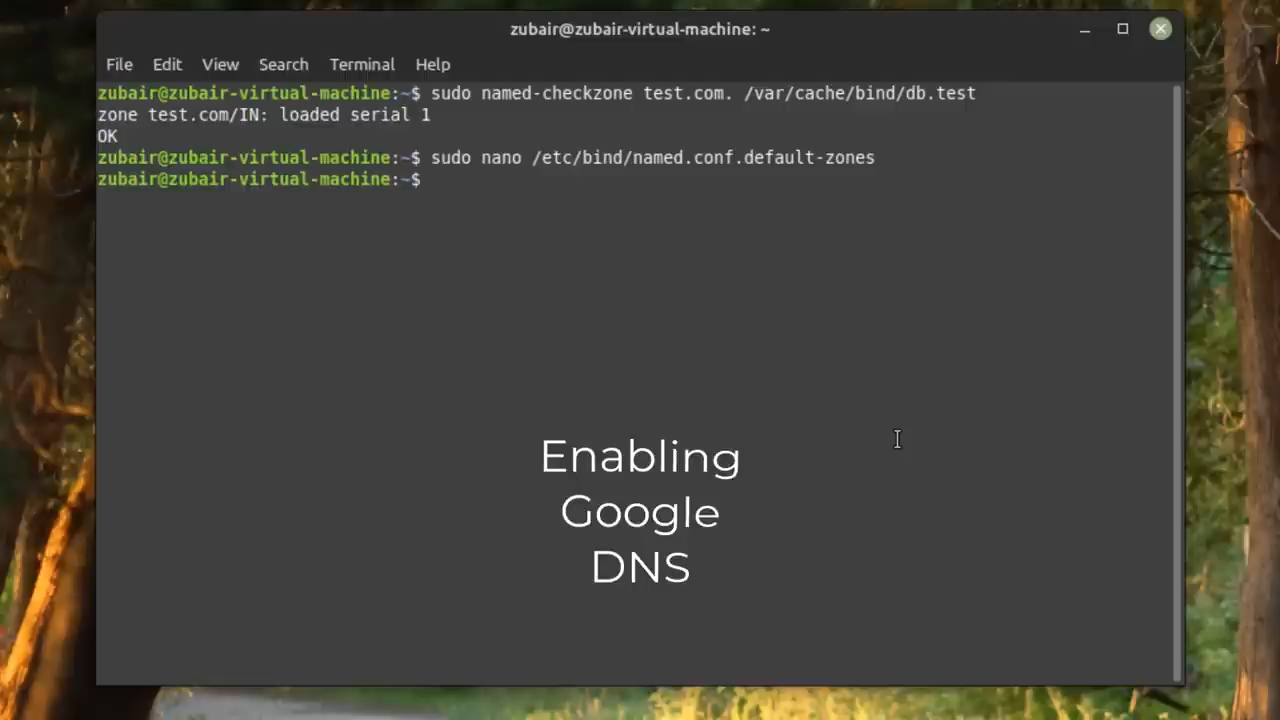 zubair@zubair-virtual-machine: ~
File Edit View Search Terminal Help
zubair@zubair-virtual-machine:~$ sudo named-checkzone test.com. /var/cache/bind/db.test
zone test.com/IN: loaded serial 1
OK
zubair@zubair-virtual-machine:~$ sudo nano /etc/bind/named.conf.default-zones
zubair@zubair-virtual-machine:~$
Enabling
Google
DNS